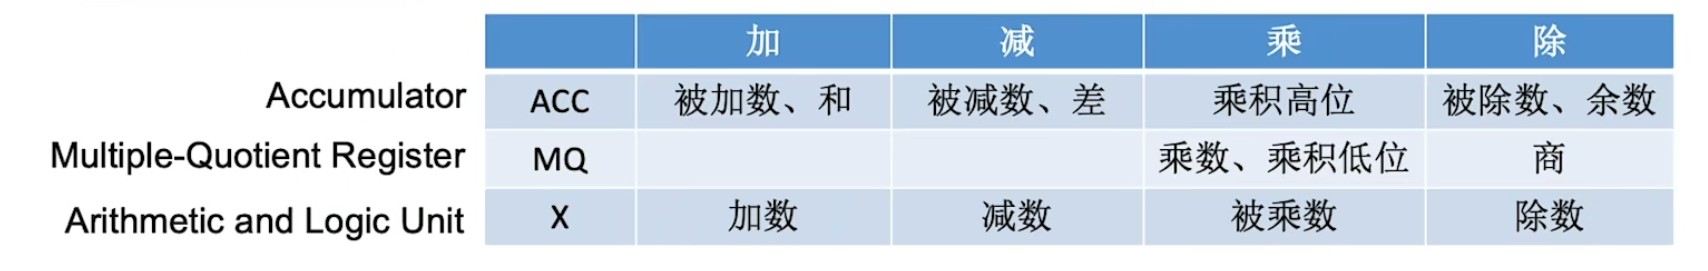 加 减 乘 除
Accumulator ACC 被加数、和 被减数、差 乘积高位 被除数、余数
Multiple-Quotient Register MQ 乘数、乘积低位 商
Arithmetic and Logic Unit X 加数 减数 被乘数 除数